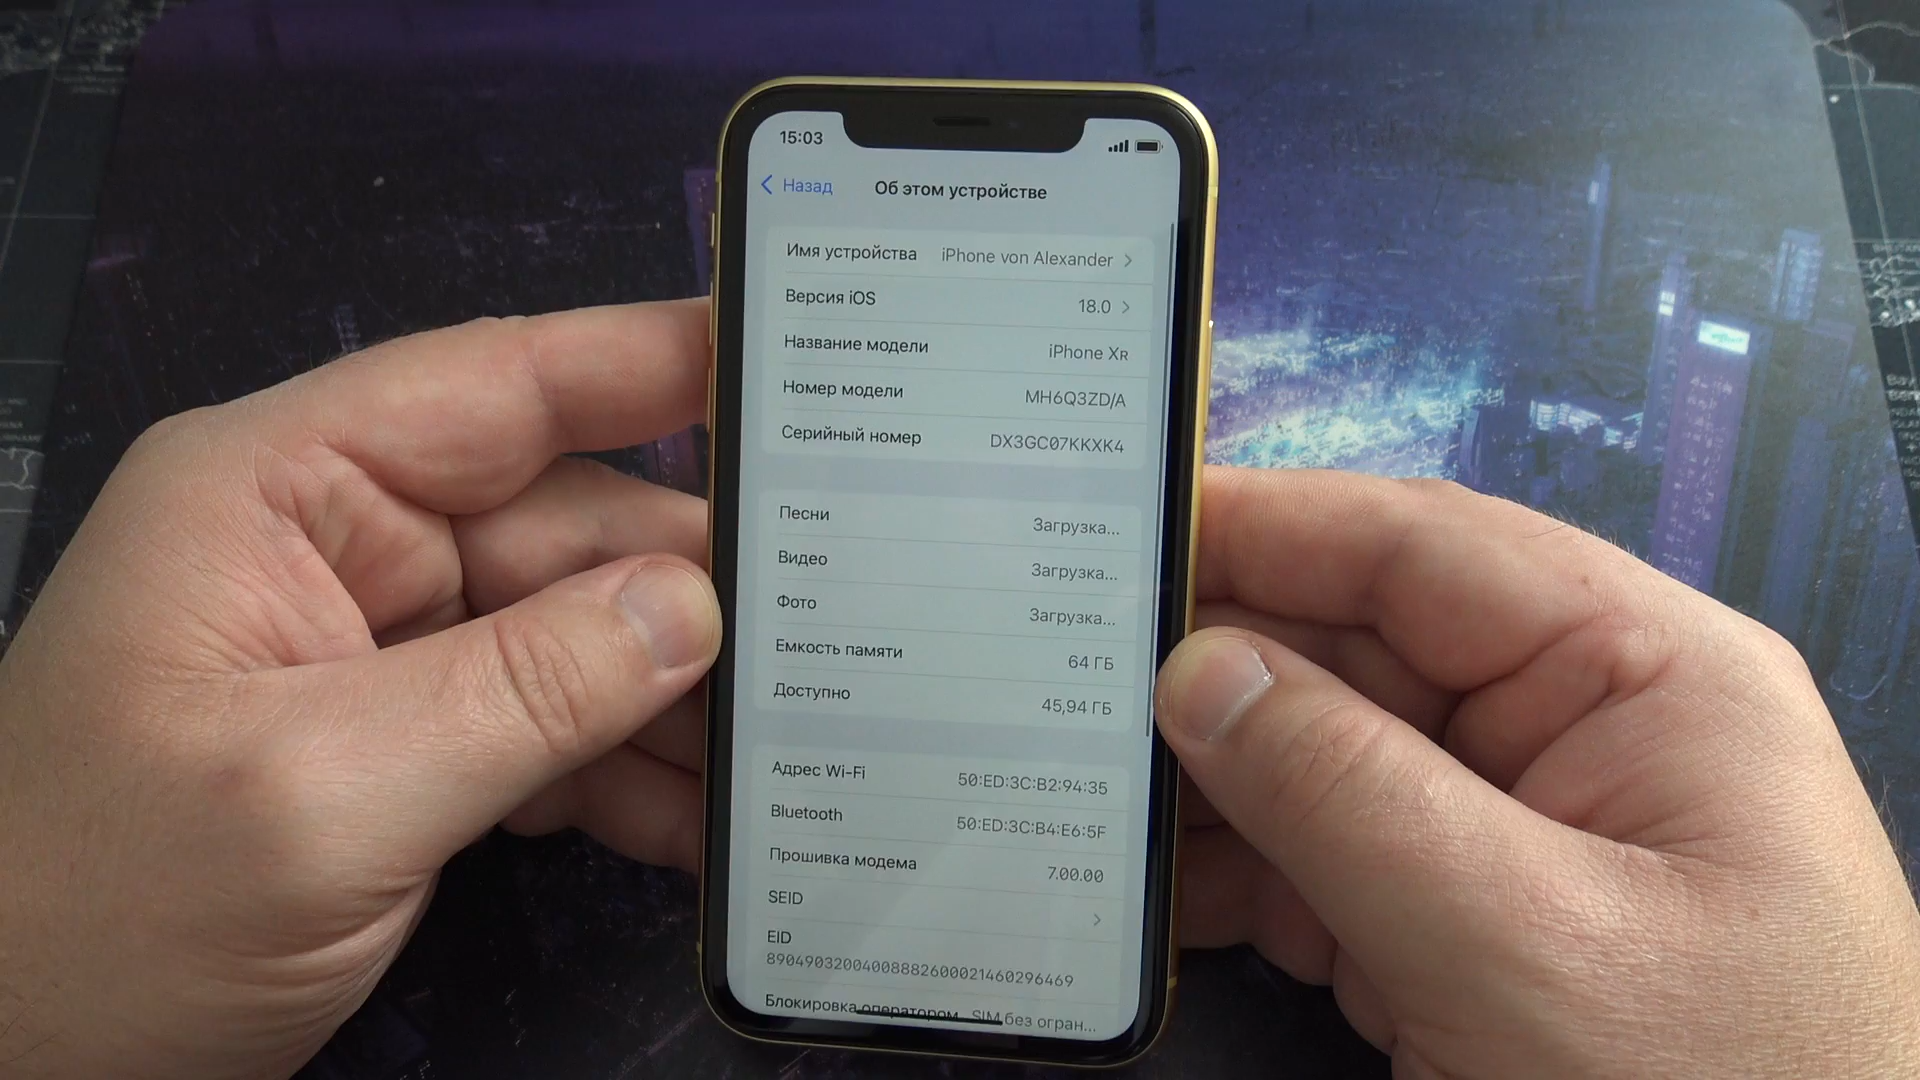 15:03
Назад
Об этом устройстве
Имя устройства iPhone von Alexander
Версия iOS 18.0
Название модели iPhone XR
Номер модели MH6Q3ZD/A
Серийный номер DX3GC07KKXK4
Песни Загрузка...
Видео Загрузка...
Фото Загрузка...
Емкость памяти 64 ГБ
Доступно 45,94 ГБ
Адрес Wi-Fi 50:ED:3C:B2:94:35
Bluetooth 50:ED:3C:B4:E6:5F
Прошивка модема 7.00.00
SEID
EID
89049032004008882600021460296469
Блокировка оператором SIM без огран...